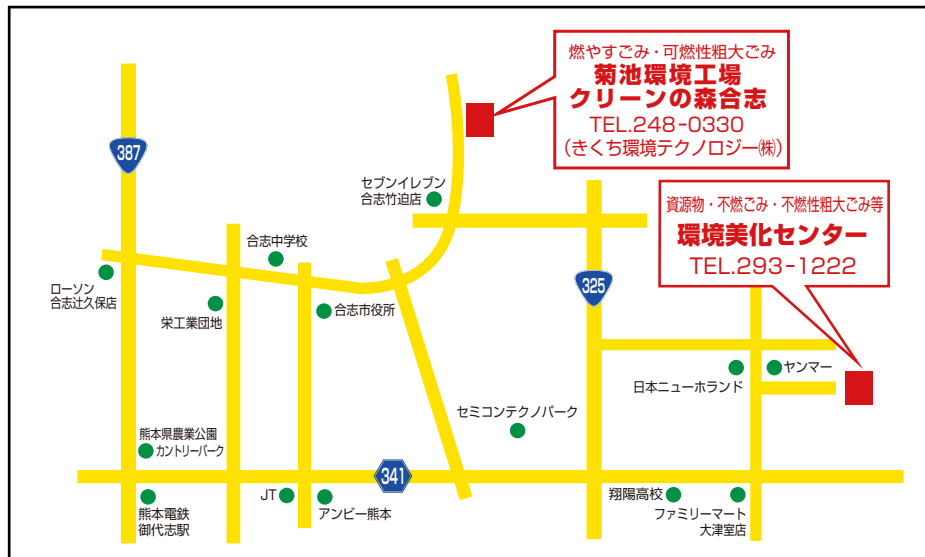 燃やすごみ・可燃性粗大ごみ
菊池環境工場
クリーンの森合志
TEL.248-0330
(きくち環境テクノロジー㈱)
387
セブンイレブン
合志竹迫店
資源物・不燃ごみ・不燃性粗大ごみ等
環境美化センター
TEL.293-1222
合志中学校
ローソン
合志辻久保店
栄工業団地
合志市役所
325
日本ニューホランド
ヤンマー
セミコンテクノパーク
熊本県農業公園
カントリーパーク
341
熊本電鉄
御代志駅
JT
アンビー熊本
翔陽高校
ファミリーマート
大津室店